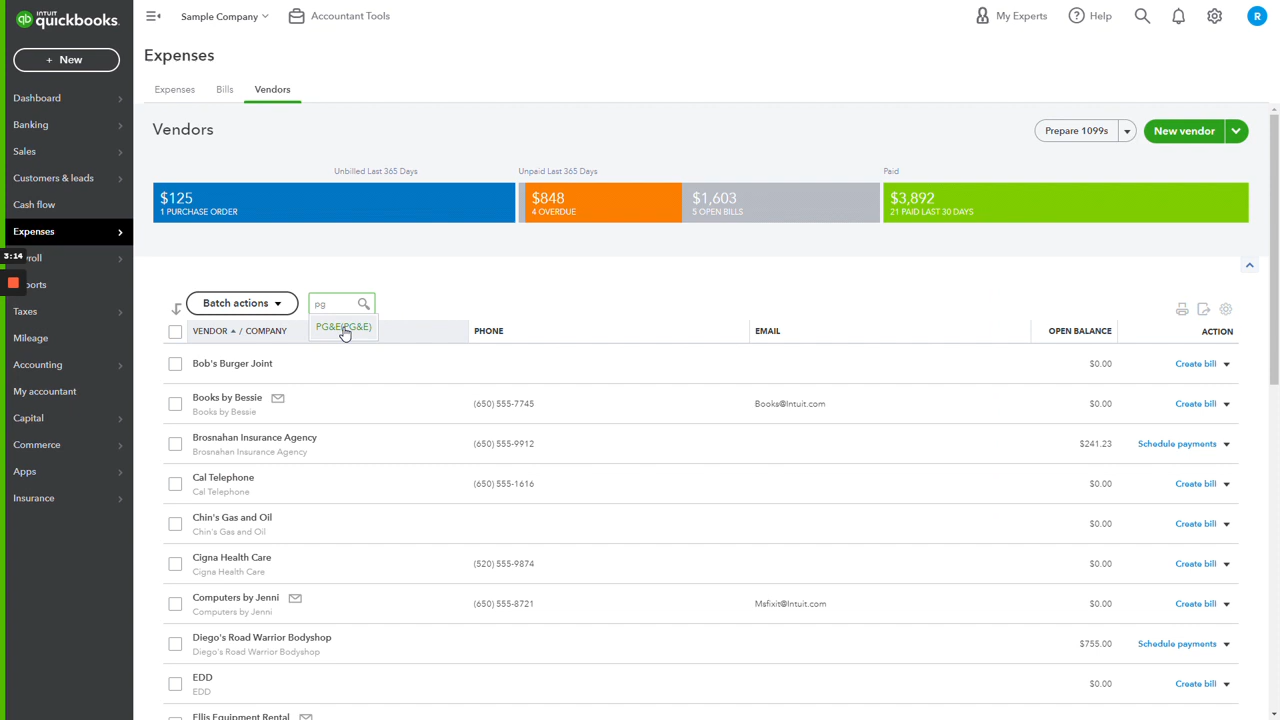 INTUIT
qb quickbooks.
Sample Company
Accountant Tools
My Experts
Help
R
+ New
Dashboard
Banking
Sales
Customers & leads
Cash flow
Expenses
3:14
yroll
ports
Taxes
Mileage
Accounting
My accountant
Capital
Commerce
Apps
Insurance
Expenses
Expenses
Bills
Vendors
Vendors
Prepare 1099s
New vendor
Unbilled Last 365 Days
Unpaid Last 365 Days
Paid
$125
1 PURCHASE ORDER
$848
4 OVERDUE
$1,603
5 OPEN BILLS
$3,892
21 PAID LAST 30 DAYS
Batch actions
pg
PG&E(PG&E)
VENDOR / COMPANY
PHONE
EMAIL
OPEN BALANCE
ACTION
Bob's Burger Joint
$0.00
Create bill
Books by Bessie
Books by Bessie
(650) 555-7745
Books@Intuit.com
$0.00
Create bill
Brosnahan Insurance Agency
Brosnahan Insurance Agency
(650) 555-9912
$241.23
Schedule payments
Cal Telephone
Cal Telephone
(650) 555-1616
$0.00
Create bill
Chin's Gas and Oil
Chin's Gas and Oil
$0.00
Create bill
Cigna Health Care
Cigna Health Care
(520) 555-9874
$0.00
Create bill
Computers by Jenni
Computers by Jenni
(650) 555-8721
Msfixit@Intuit.com
$0.00
Create bill
Diego's Road Warrior Bodyshop
Diego's Road Warrior Bodyshop
$755.00
Schedule payments
EDD
EDD
$0.00
Create bill
Ellis Equipment Rental